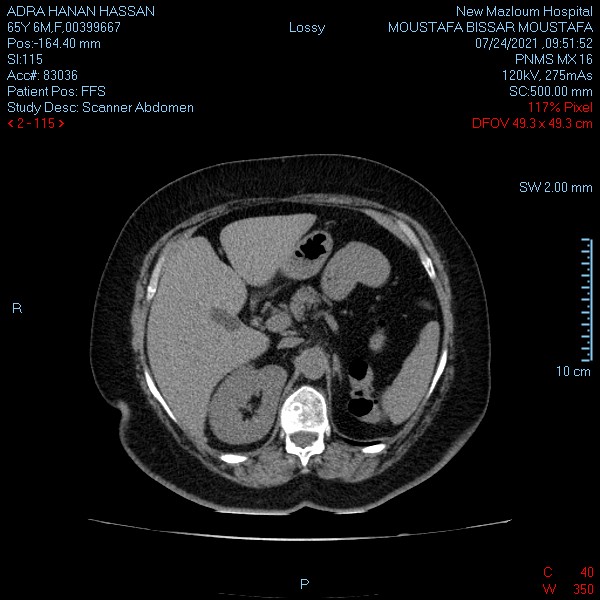 ADRA HANAN HASSAN
65Y 6M,F,00399667
Pos:-164.40 mm
SI:115
Acc#: 83036
Patient Pos: FFS
Study Desc: Scanner Abdomen
< 2 - 115 >
Lossy
New Mazloum Hospital
MOUSTAFA BISSAR MOUSTAFA
07/24/2021 ,09:51:52
PNMS MX 16
120kV, 275mAs
SC:500.00 mm
117% Pixel
DFOV 49.3 x 49.3 cm
SW 2.00 mm
R
10 cm
P
C 40
W 350